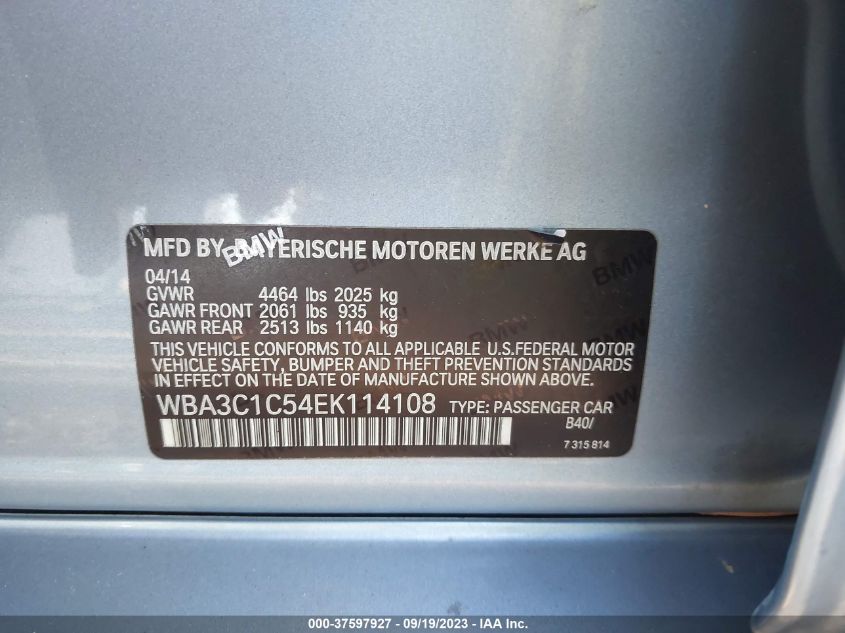 MFD BY BAYERISCHE MOTOREN WERKE AG
BMW
BMW
04/14
GVWR 4464 lbs 2025 kg
GAWR FRONT 2061 lbs 935 kg
GAWR REAR 2513 lbs 1140 kg
BMW
THIS VEHICLE CONFORMS TO ALL APPLICABLE U.S.FEDERAL MOTOR
VEHICLE SAFETY, BUMPER AND THEFT PREVENTION STANDARDS
IN EFFECT ON THE DATE OF MANUFACTURE SHOWN ABOVE.
WBA3C1C54EK114108 TYPE: PASSENGER CAR
B40/
7 315 814
000-37597927 - 09/19/2023 - IAA Inc.